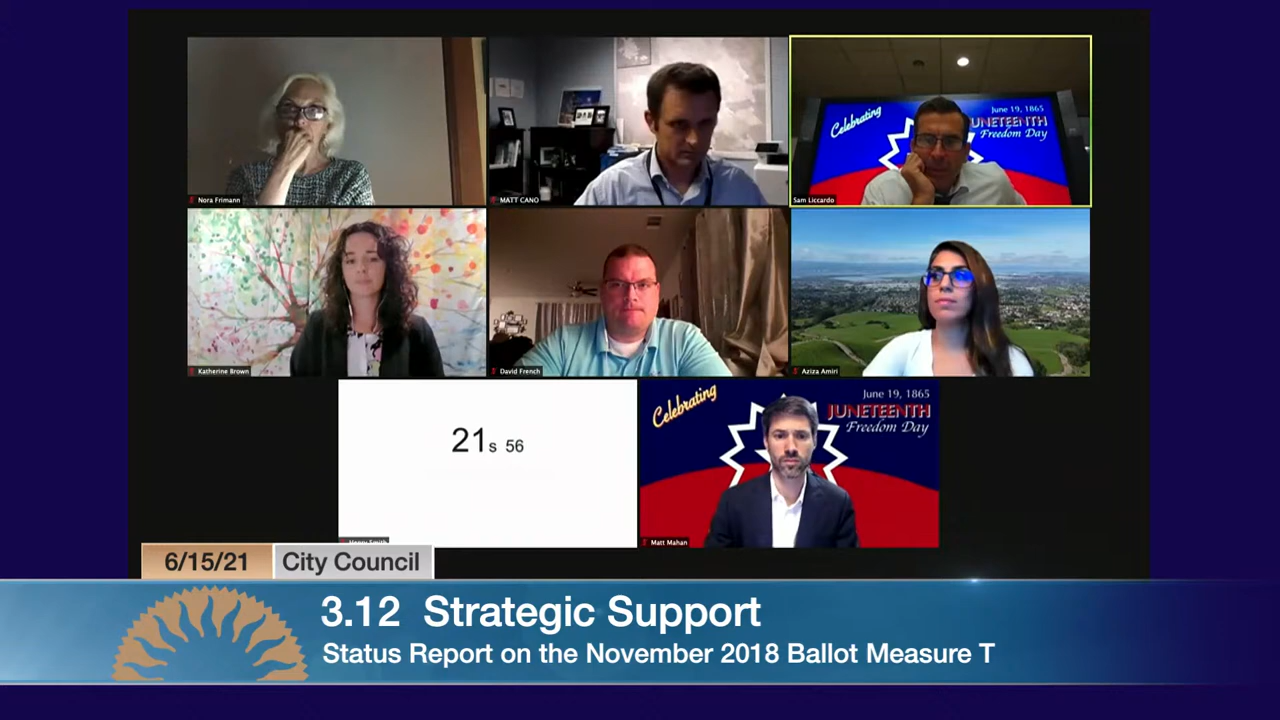 Nora Frimann
MATT CANO
Celebrating
June 19, 1865
JUNETEENTH
Freedom Day
Sam Liccardo
Katherine Brown
David French
Aziza Amiri
21s 56
Henry Smith
Celebrating
June 19, 1865
JUNETEENTH
Freedom Day
Matt Mahan
6/15/21
City Council
3.12 Strategic Support
Status Report on the November 2018 Ballot Measure T